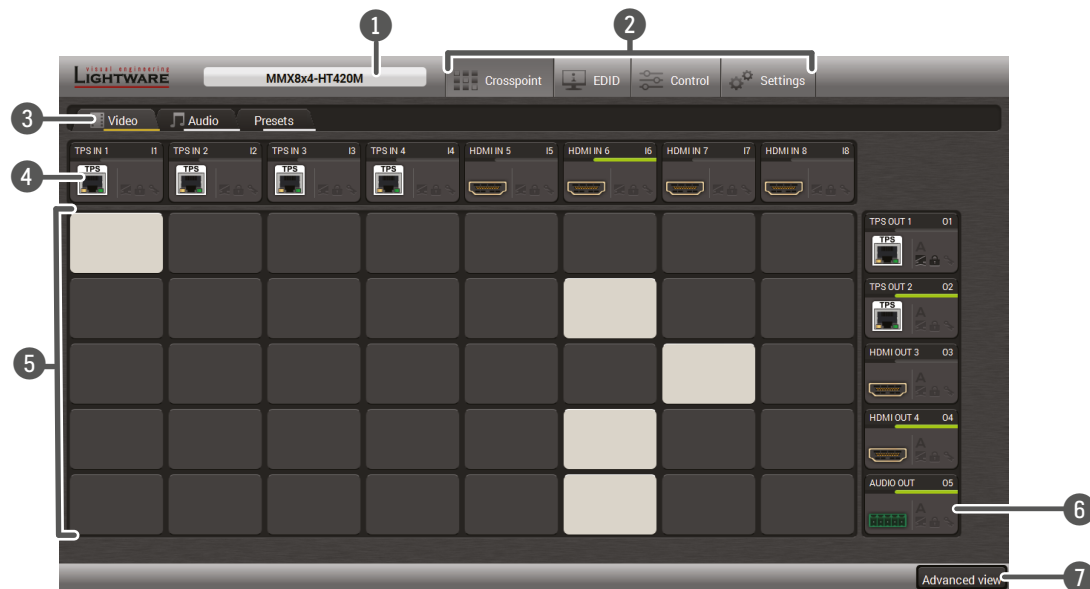 1
2
visual engineering
LIGHTWARE
MMX8x4-HT420M
Crosspoint
EDID
Control
Settings
3
Video
Audio
Presets
TPS IN 1 I1
TPS IN 2 I2
TPS IN 3 I3
TPS IN 4 I4
HDMI IN 5 I5
HDMI IN 6 I6
HDMI IN 7 I7
HDMI IN 8 I8
4
TPS
TPS
TPS
TPS
5
TPS OUT 1 O1
TPS
A
TPS OUT 2 O2
TPS
A
HDMI OUT 3 O3
A
HDMI OUT 4 O4
A
AUDIO OUT O5
A
6
Advanced view
7